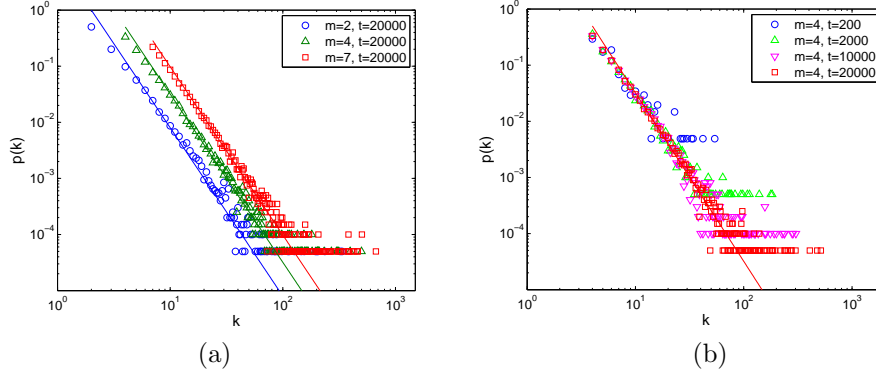 10^0
10^-1
10^-2
10^-3
10^-4
p(k)
10^0
10^1
10^2
10^3
k
m=2, t=20000
m=4, t=20000
m=7, t=20000
(a)
10^0
10^-1
10^-2
10^-3
10^-4
p(k)
10^0
10^1
10^2
10^3
k
m=4, t=200
m=4, t=2000
m=4, t=10000
m=4, t=20000
(b)